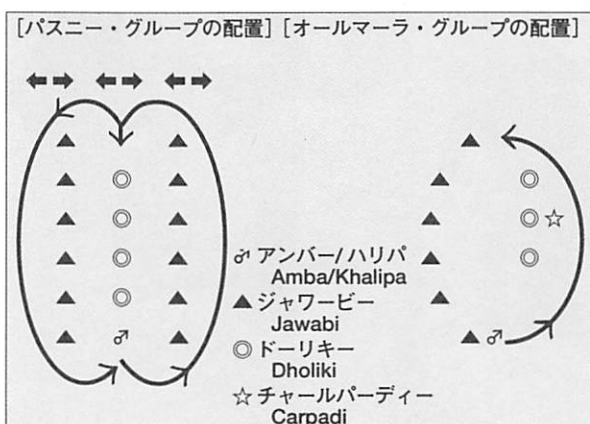 [パスニー・グループの配置] [オールマーラ・グループの配置]
♂ アンバー/ハリパ
Amba/Khalipa
▲ ジャワービー
Jawabi
◎ ドーリキー
Dholiki
☆ チャールパーディー
Carpadi